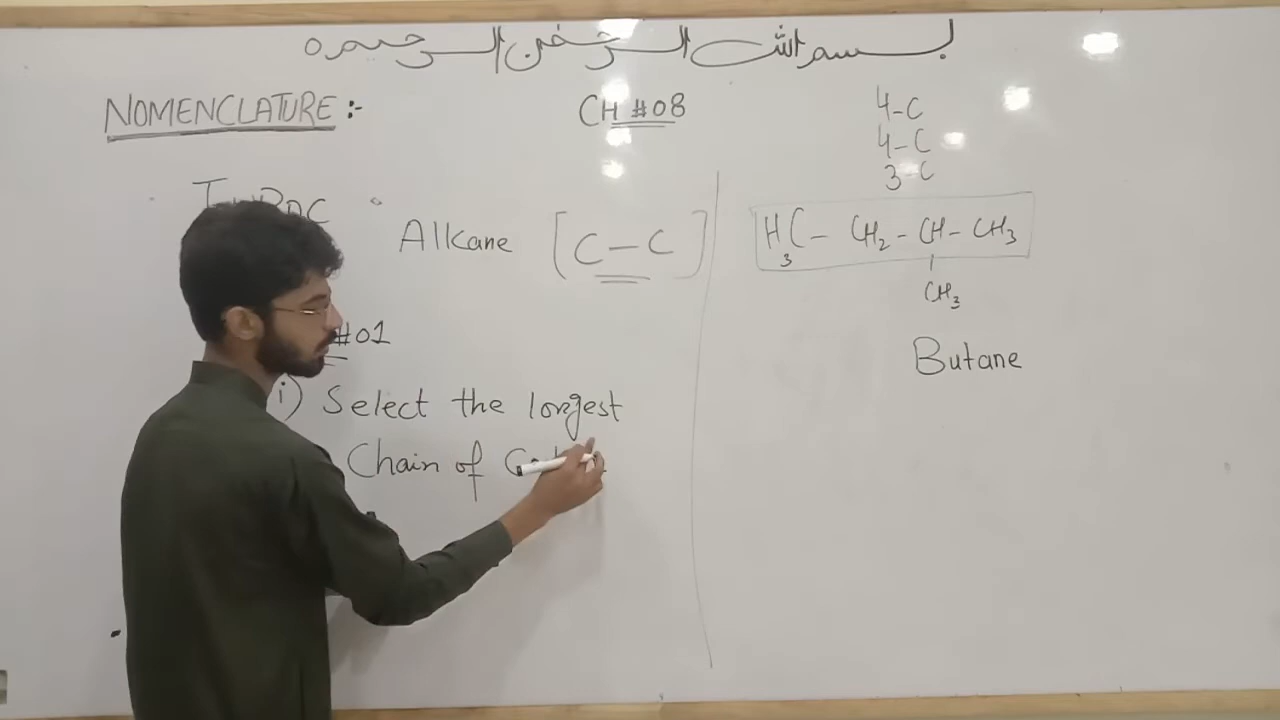 بسم الله الرحمن الرحيم
NOMENCLATURE :-
CH #08
4-C
4-C
3-C
Alkane [C-C]
H3C- CH2-CH-CH3
CH3
#01
Butane
i) Select the longest
Chain of